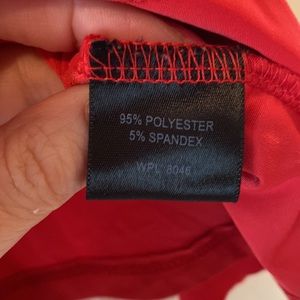 95% POLYESTER
5% SPANDEX
WPL 8046